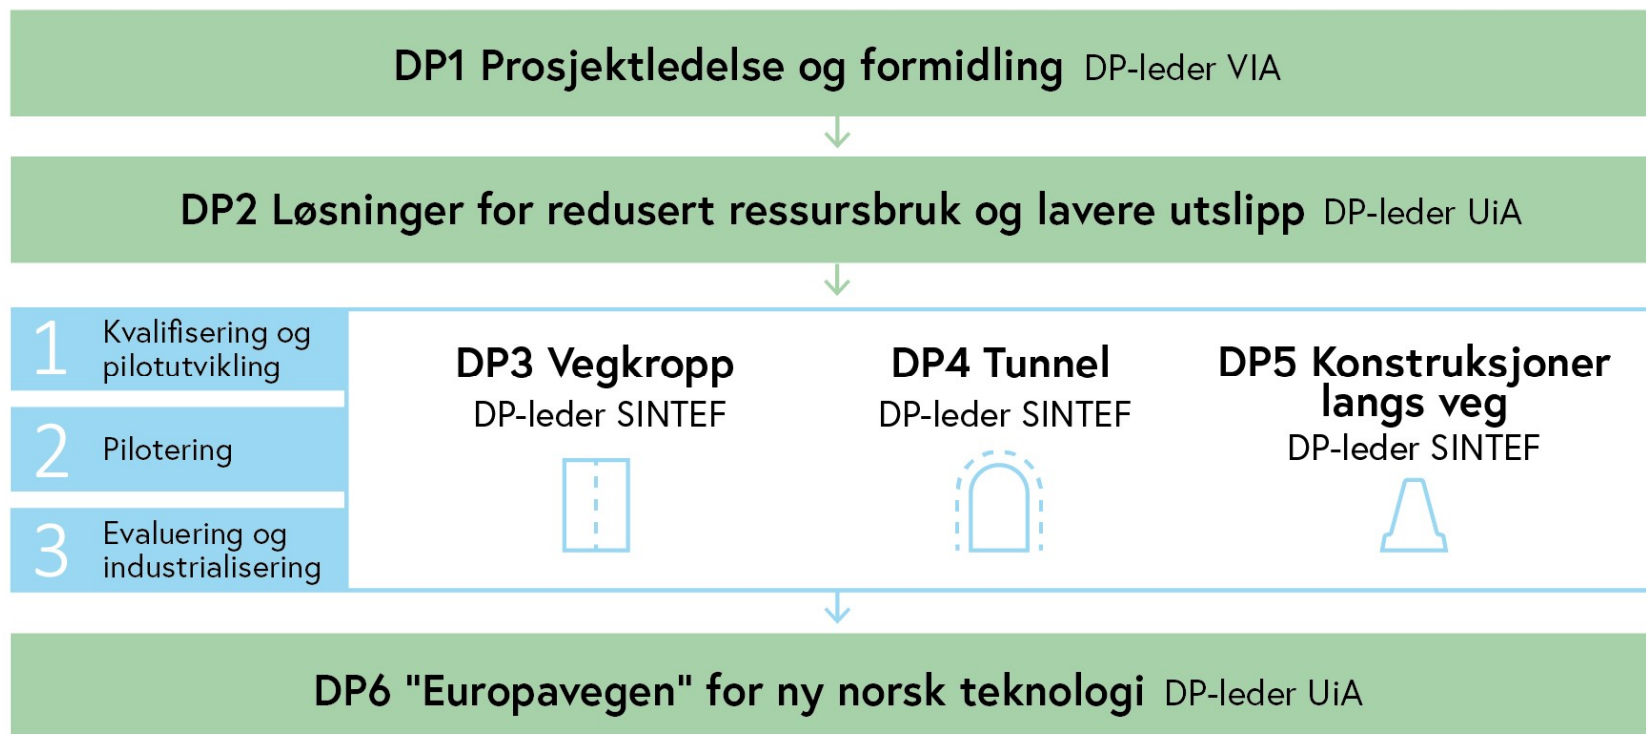 DP1 Prosjektledelse og formidling DP-leder VIA
DP2 Løsninger for redusert ressursbruk og lavere utslipp DP-leder UiA
1 Kvalifisering og
pilotutvikling
2 Pilotering
3 Evaluering og
industrialisering
DP3 Vegkropp
DP-leder SINTEF
DP4 Tunnel
DP-leder SINTEF
DP5 Konstruksjoner
langs veg
DP-leder SINTEF
DP6 "Europavegen" for ny norsk teknologi DP-leder UiA